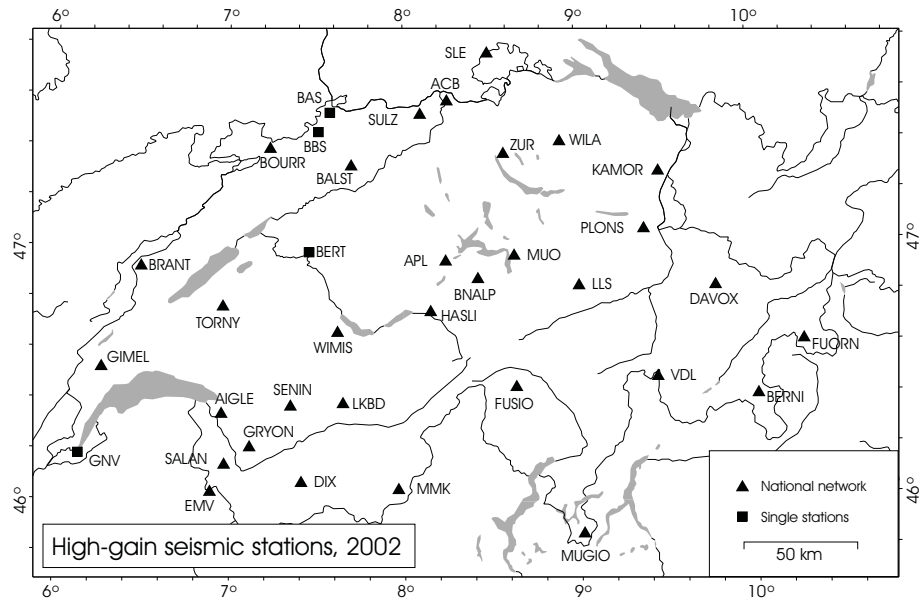 6° 7° 8° 9° 10°
SLE
ACB
BAS
SULZ
BBS
BOURR
BALST
ZUR
WILA
KAMOR
PLONS
47°
47°
BERT
BRANT
APL
MUO
BNALP
LLS
DAVOX
TORNY
HASLI
WIMIS
FUORN
GIMEL
VDL
SENIN
AIGLE
LKBD
FUSIO
BERNI
GRYON
GNV
SALAN
DIX
MMK
EMV
46°
46°
National network
Single stations
50 km
High-gain seismic stations, 2002
MUGIO
6° 7° 8° 9° 10°